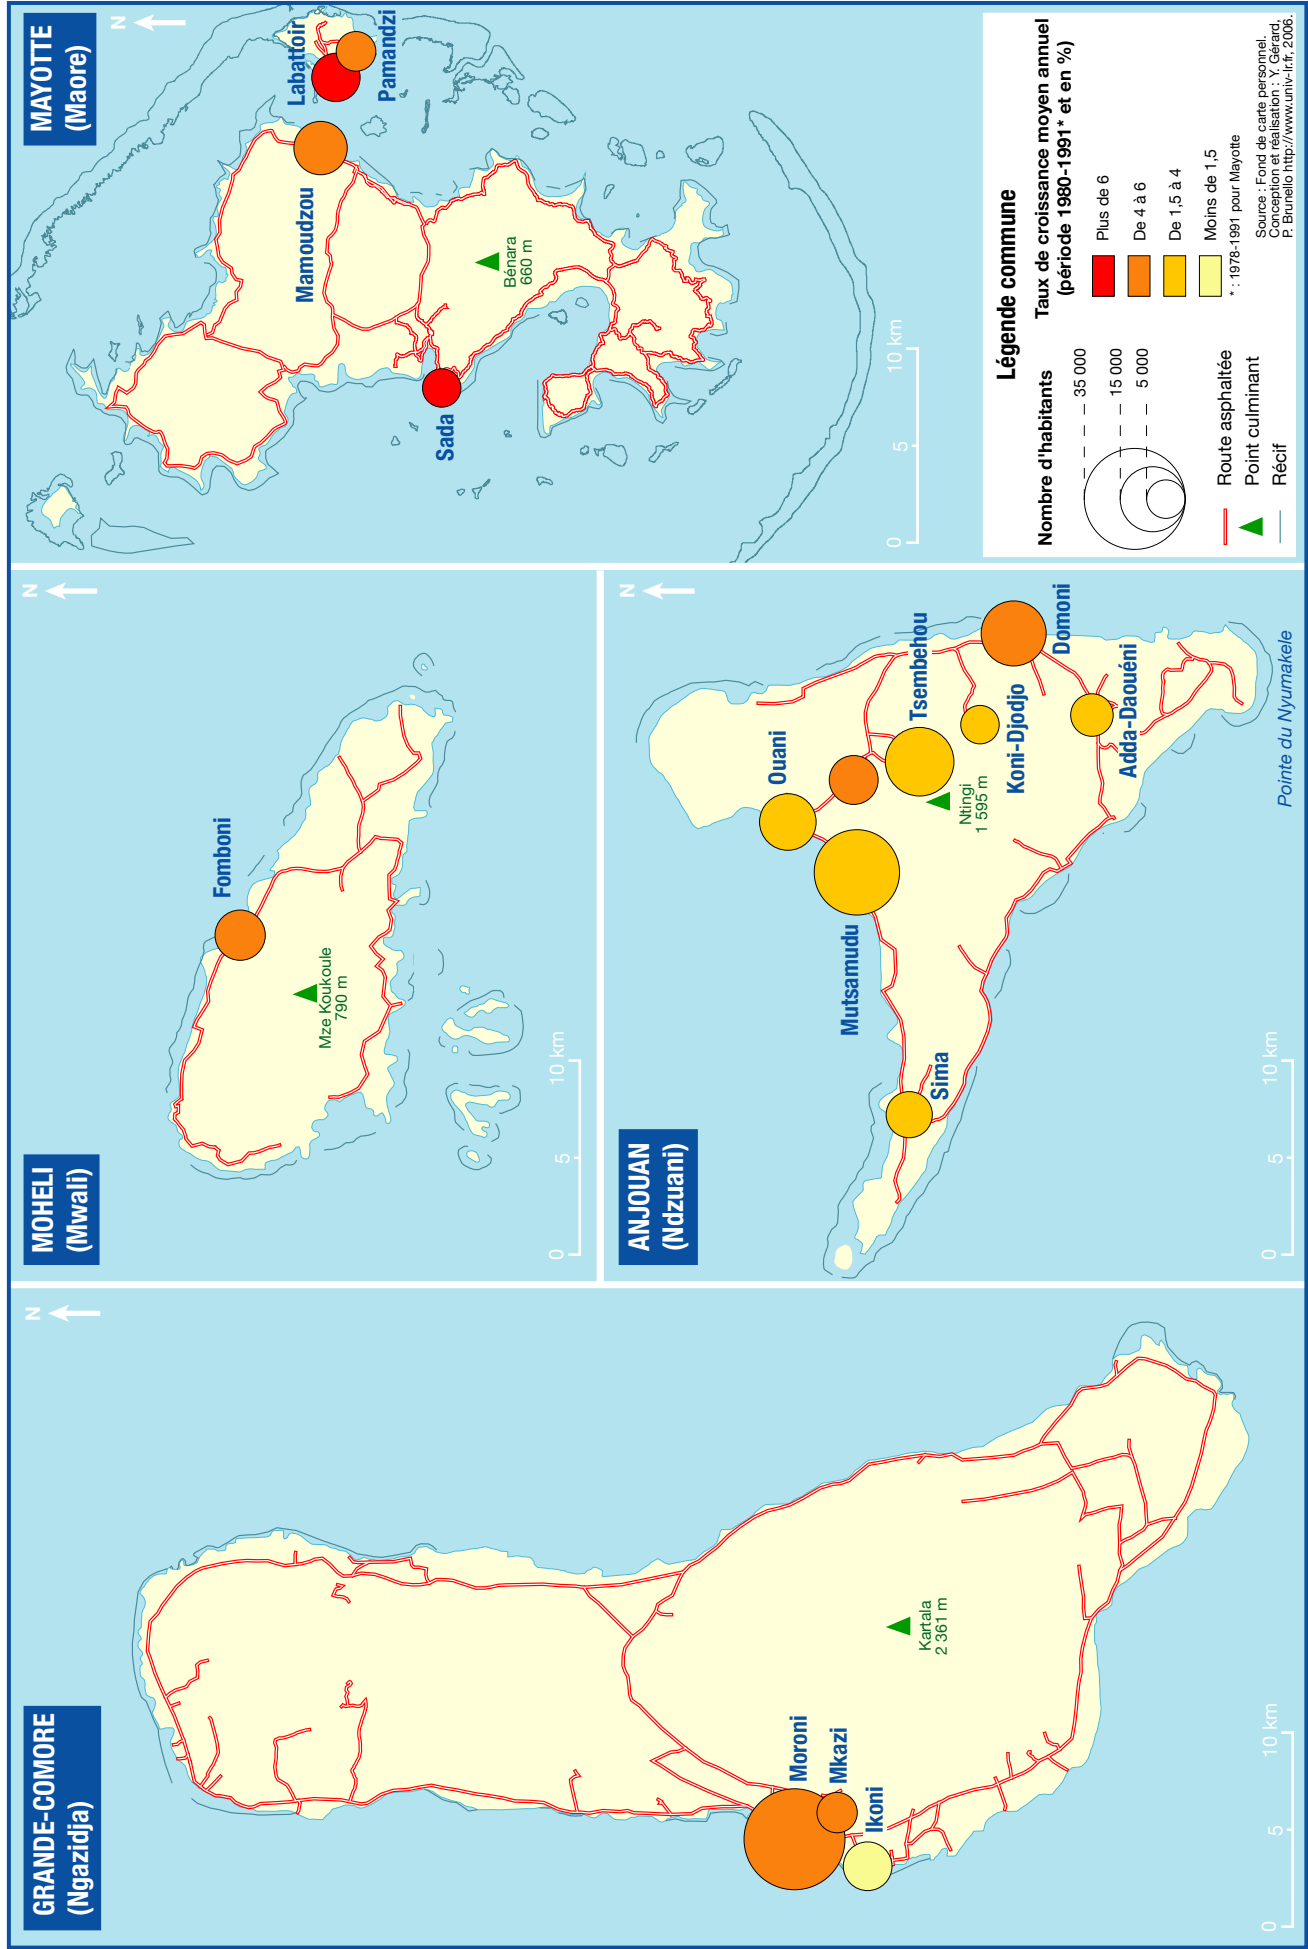 GRANDE-COMORE
(Ngazidja)
N
Moroni
Mkazi
Ikoni
Kartala
2 361 m
0
5
10 km
MOHELI
(Mwali)
N
Fomboni
Mze Koukoule
790 m
0
5
10 km
ANJOUAN
(Ndzuani)
N
Ouani
Mutsamudu
Tsembehou
Koni-Djodjo
Domoni
Adda-Daouéni
Sima
Ntingi
1 595 m
Pointe du Nyumakele
0
5
10 km
MAYOTTE
(Maore)
N
Labattoir
Pamandzi
Mamoudzou
Sada
Bénara
660 m
0
5
10 km
Légende commune
Nombre d'habitants
35 000
15 000
5 000
Route asphaltée
Point culminant
Récif
Taux de croissance moyen annuel
(période 1980-1991* et en %)
Plus de 6
De 4 à 6
De 1,5 à 4
Moins de 1,5
* : 1978-1991 pour Mayotte
Source : Fond de carte personnel.
Conception et réalisation : Y. Gérard,
P. Brunello http://www.univ-lr.fr, 2006.